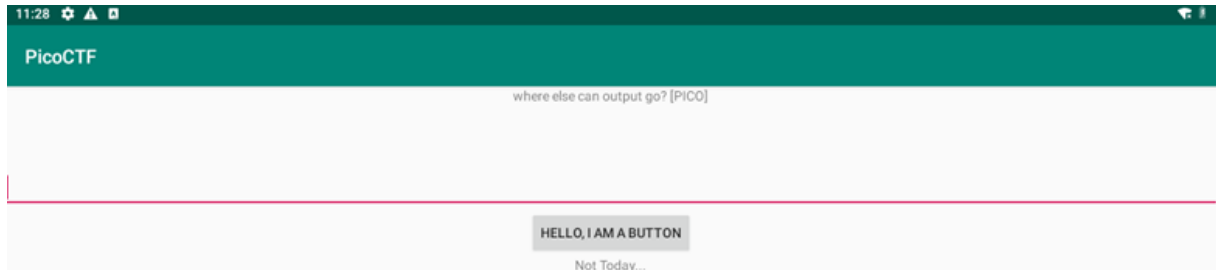 11:28
PicoCTF
where else can output go? [PICO]
HELLO, I AM A BUTTON
Not Today...